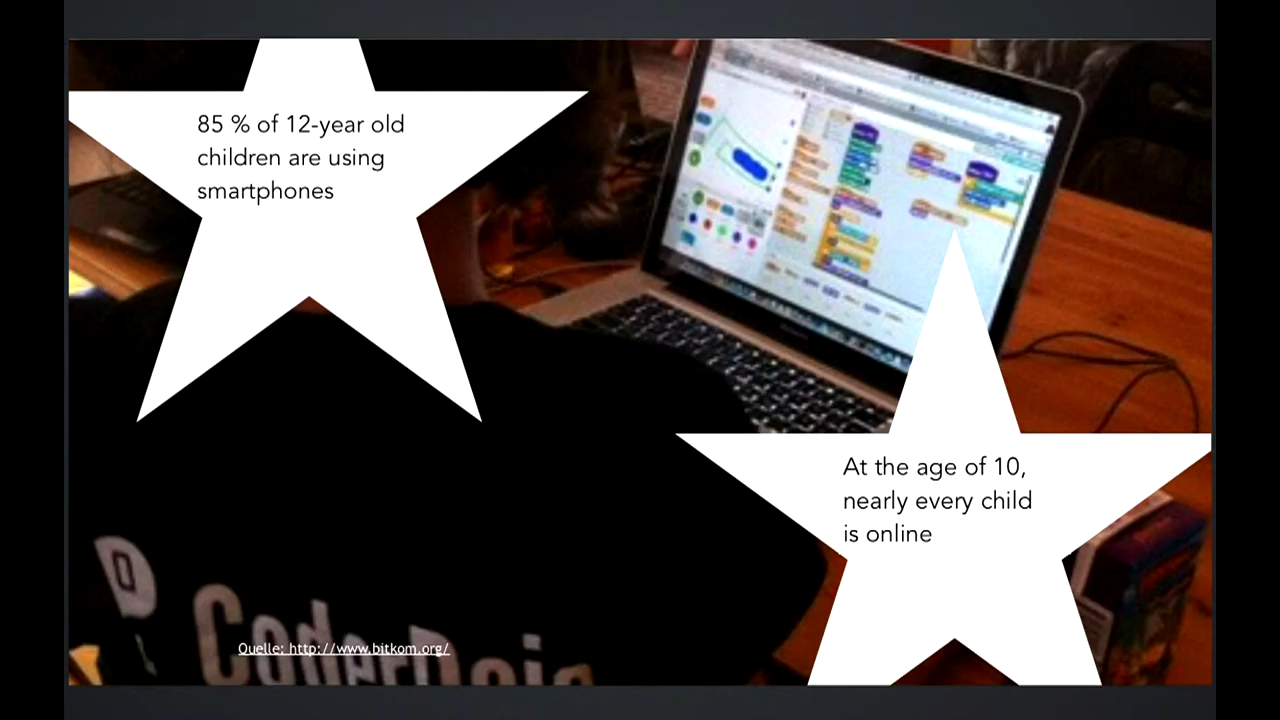 85 % of 12-year old
children are using
smartphones
At the age of 10,
nearly every child
is online
CoderDojo
Quelle: http://www.bitkom.org/